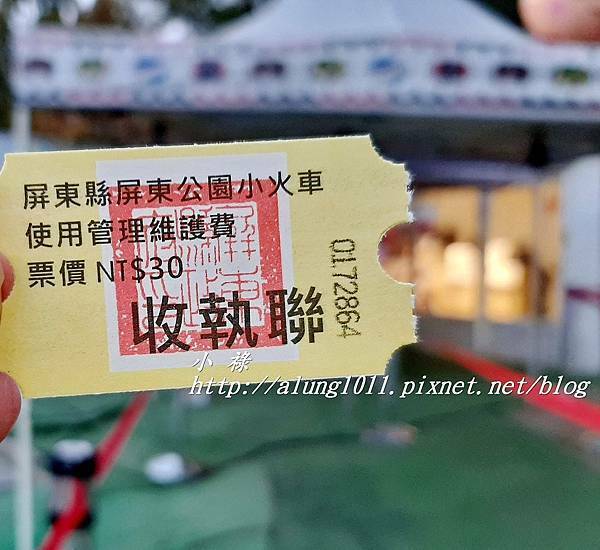 屏東縣屏東公園小火車
使用管理維護費
票價 NT$30
收執聯
0172864
小祿
http://alung1011.pixnet.net/blog